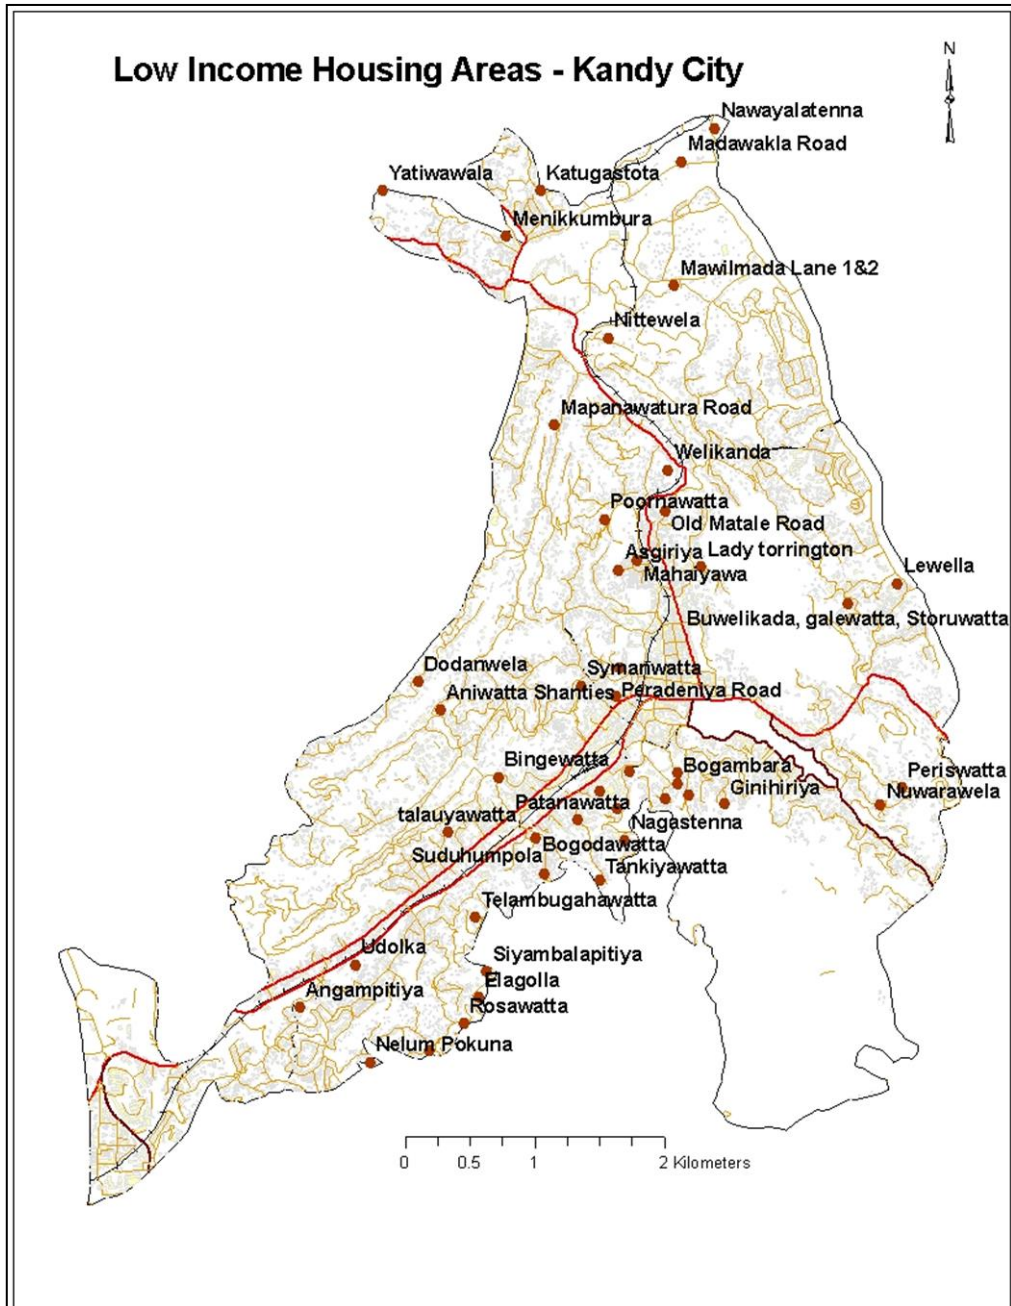 N
Low Income Housing Areas - Kandy City
Nawayalatenna
Madawakla Road
Yatiwawala
Katugastota
Menikkumbura
Mawilmada Lane 1&2
Nittewela
Mapanawatura Road
Welikanda
Poornawatta
Old Matale Road
Asgiriya
Lady torrington
Mahaiyawa
Lewella
Buwelikada, galewatta, Storuwatta
Dodanwela
Symanwatta
Aniwatta Shanties
Peradeniya Road
Bingewatta
Bogambara
Periswatta
Ginihiriya
Nuwarawela
Patanawatta
talauyawatta
Nagastenna
Bogodawatta
Suduhumpola
Tankiyawatta
Telambugahawatta
Udolka
Siyambalapitiya
Elagolla
Angampitiya
Rosawatta
Nelum Pokuna
0 0.5 1 2 Kilometers